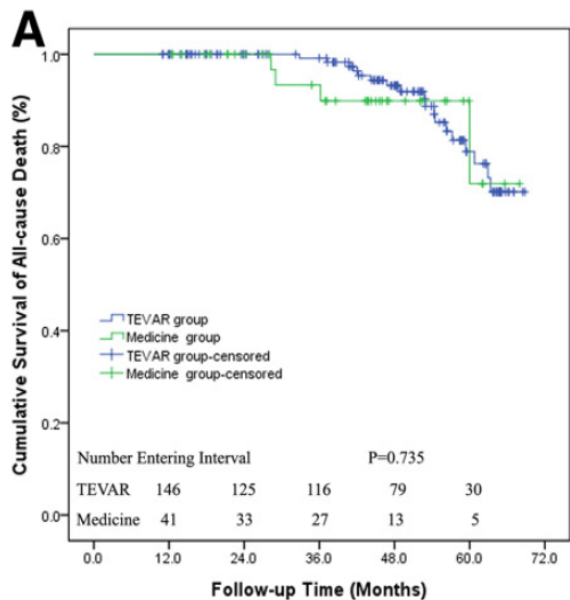 A
Cumulative Survival of All-cause Death (%)
1.0
0.8
0.6
0.4
0.2
0.0
TEVAR group
Medicine group
TEVAR group-censored
Medicine group-censored
Number Entering Interval P=0.735
TEVAR 146 125 116 79 30
Medicine 41 33 27 13 5
0.0 12.0 24.0 36.0 48.0 60.0 72.0
Follow-up Time (Months)